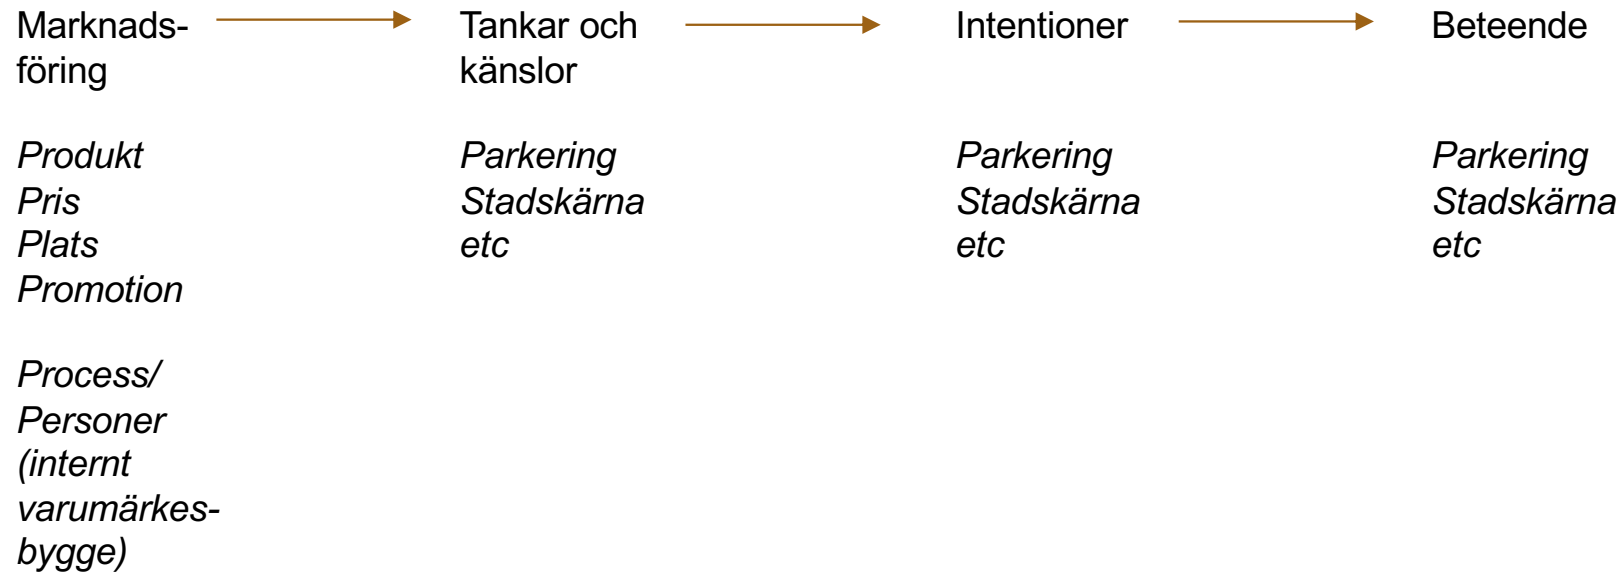 Marknads-
föring
Tankar och
känslor
Intentioner
Beteende
Produkt
Pris
Plats
Promotion
Process/
Personer
(internt
varumärkes-
bygge)
Parkering
Stadskärna
etc
Parkering
Stadskärna
etc
Parkering
Stadskärna
etc